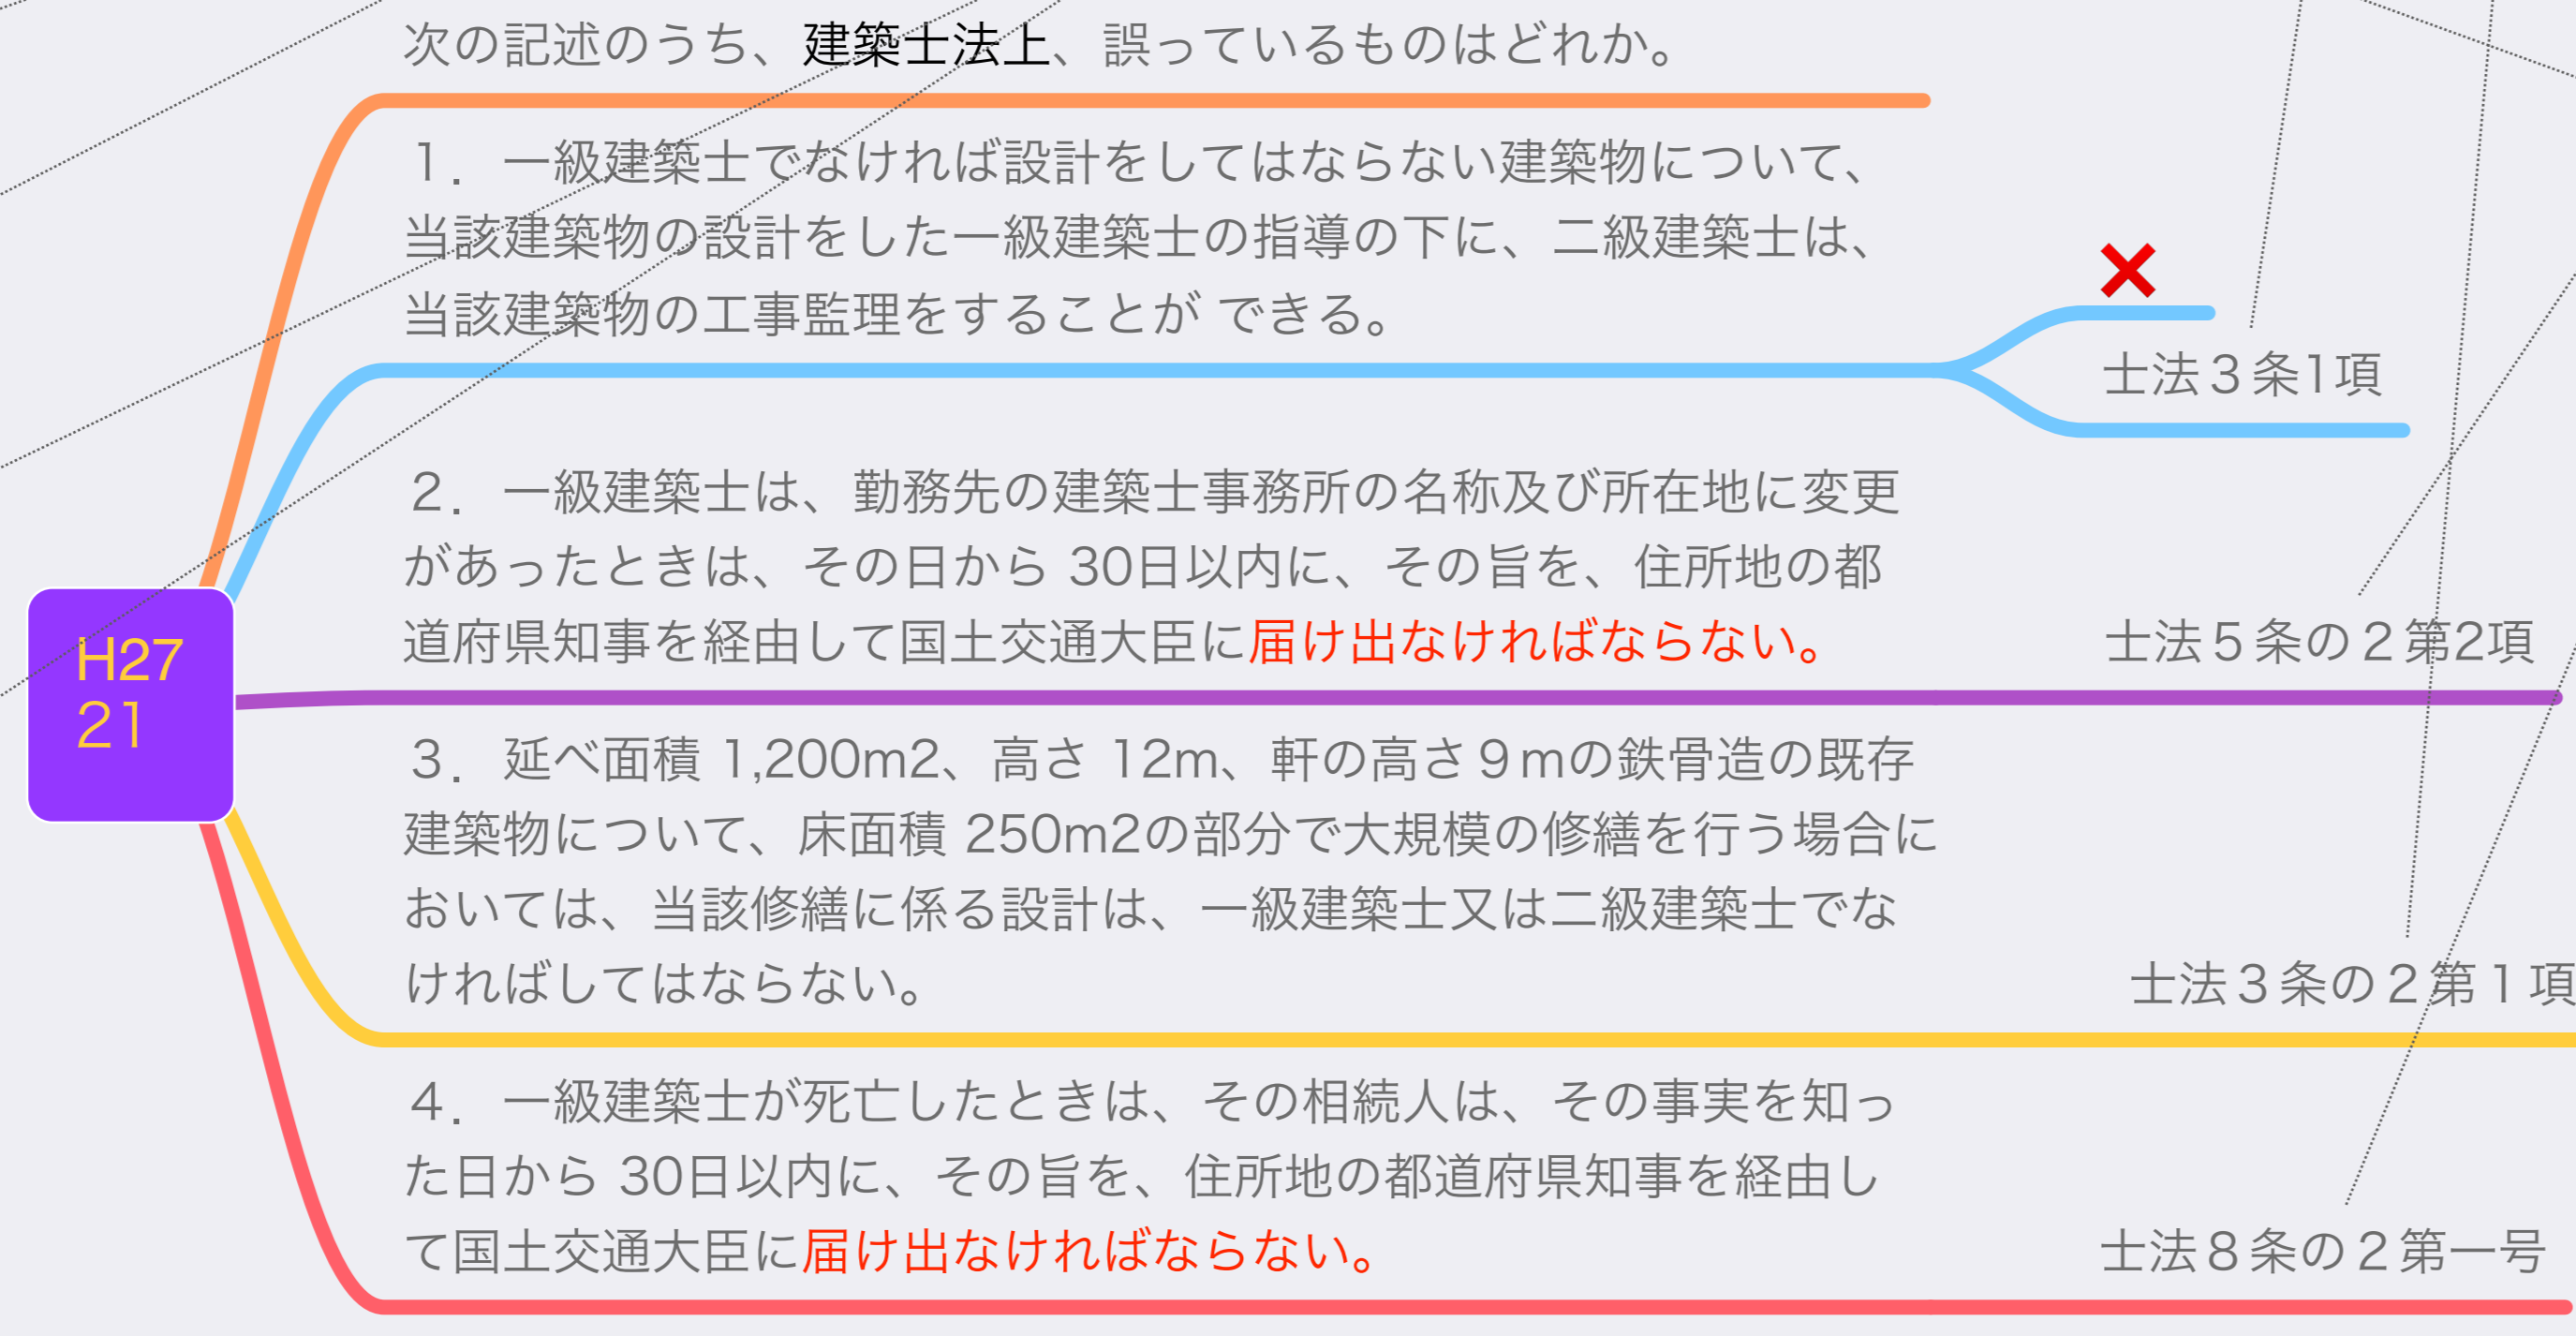 次の記述のうち、建築士法上、誤っているものはどれか。
１．一級建築士でなければ設計をしてはならない建築物について、
当該建築物の設計をした一級建築士の指導の下に、二級建築士は、
当該建築物の工事監理をすることが できる。
士法３条1項
２．一級建築士は、勤務先の建築士事務所の名称及び所在地に変更
があったときは、その日から 30日以内に、その旨を、住所地の都
道府県知事を経由して国土交通大臣に届け出なければならない。
士法５条の２第2項
H27
21
３．延べ面積 1,200m2、高さ 12m、軒の高さ９mの鉄骨造の既存
建築物について、床面積 250m2の部分で大規模の修繕を行う場合に
おいては、当該修繕に係る設計は、一級建築士又は二級建築士でな
ければしてはならない。
士法３条の２第１項
４．一級建築士が死亡したときは、その相続人は、その事実を知っ
た日から 30日以内に、その旨を、住所地の都道府県知事を経由し
て国土交通大臣に届け出なければならない。
士法８条の２第一号